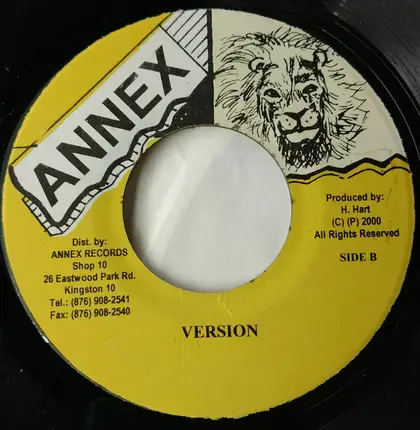 ANNEX
Produced by:
H. Hart
(C) (P) 2000
All Rights Reserved
SIDE B
Dist. by:
ANNEX RECORDS
Shop 10
26 Eastwood Park Rd.
Kingston 10
Tel.: (876) 908-2541
Fax: (876) 908-2540
VERSION